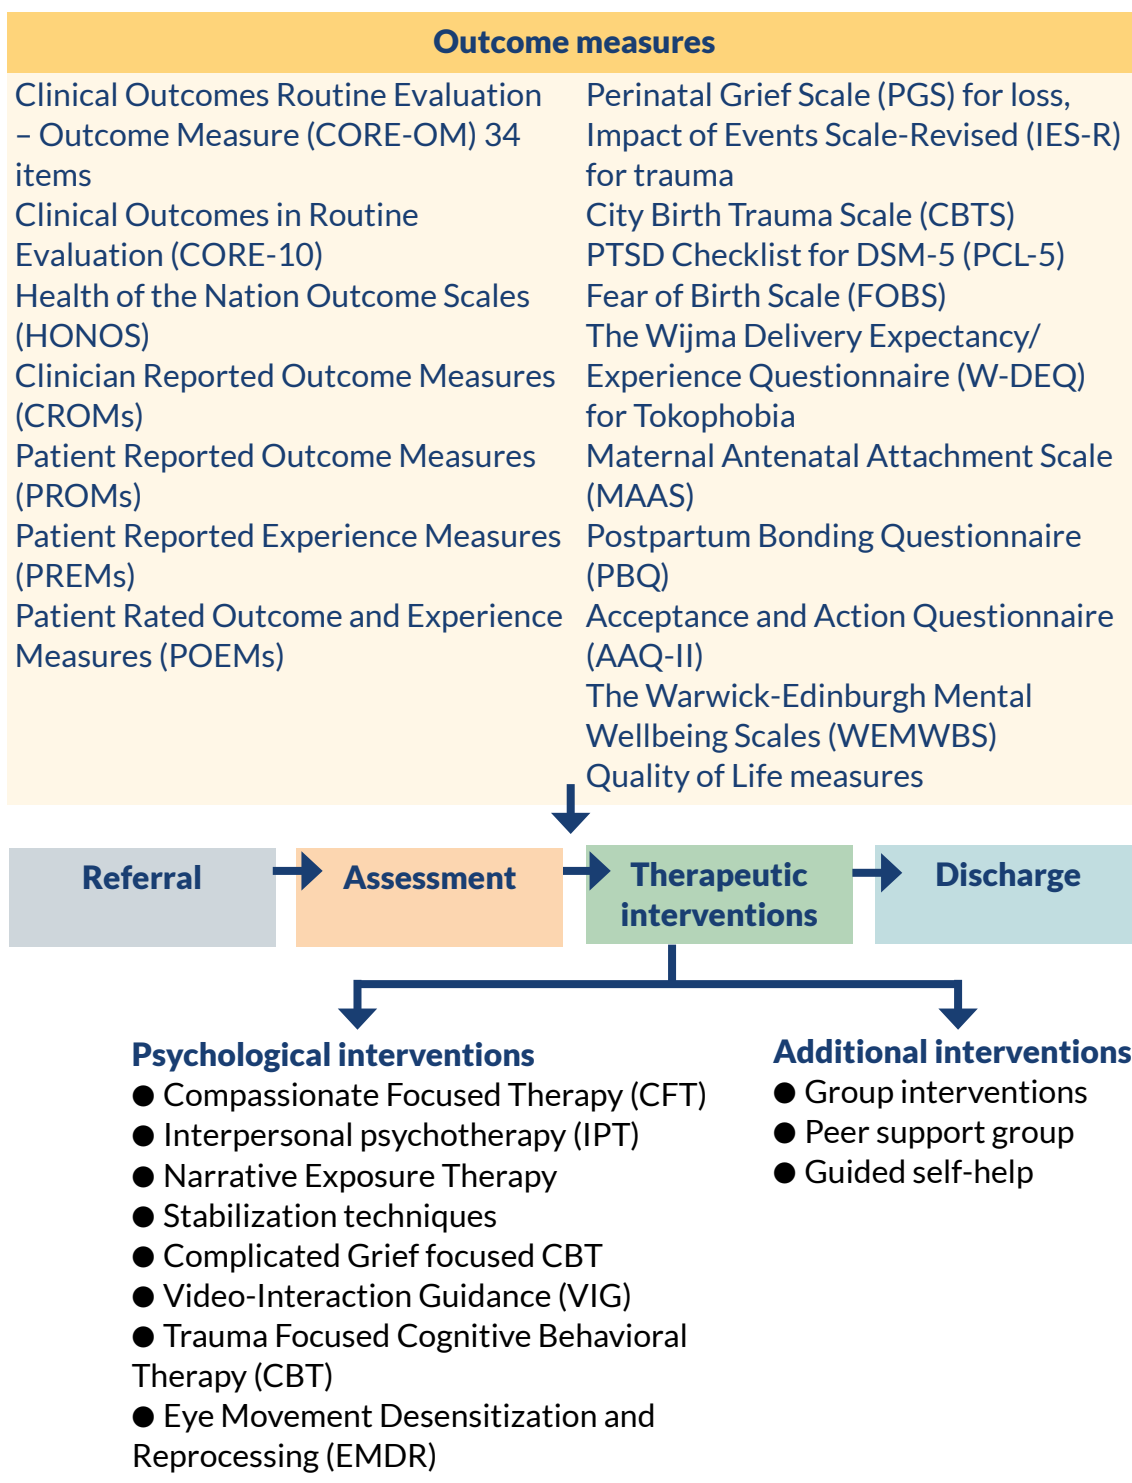 Outcome measures
Clinical Outcomes Routine Evaluation
– Outcome Measure (CORE-OM) 34
items
Clinical Outcomes in Routine
Evaluation (CORE-10)
Health of the Nation Outcome Scales
(HONOS)
Clinician Reported Outcome Measures
(CROMs)
Patient Reported Outcome Measures
(PROMs)
Patient Reported Experience Measures
(PREMs)
Patient Rated Outcome and Experience
Measures (POEMs)
Perinatal Grief Scale (PGS) for loss,
Impact of Events Scale-Revised (IES-R)
for trauma
City Birth Trauma Scale (CBTS)
PTSD Checklist for DSM-5 (PCL-5)
Fear of Birth Scale (FOBS)
The Wijma Delivery Expectancy/
Experience Questionnaire (W-DEQ)
for Tokophobia
Maternal Antenatal Attachment Scale
(MAAS)
Postpartum Bonding Questionnaire
(PBQ)
Acceptance and Action Questionnaire
(AAQ-II)
The Warwick-Edinburgh Mental
Wellbeing Scales (WEMWBS)
Quality of Life measures
Referral
Assessment
Therapeutic
interventions
Discharge
Psychological interventions
● Compassionate Focused Therapy (CFT)
● Interpersonal psychotherapy (IPT)
● Narrative Exposure Therapy
● Stabilization techniques
● Complicated Grief focused CBT
● Video-Interaction Guidance (VIG)
● Trauma Focused Cognitive Behavioral
Therapy (CBT)
● Eye Movement Desensitization and
Reprocessing (EMDR)
Additional interventions
● Group interventions
● Peer support group
● Guided self-help